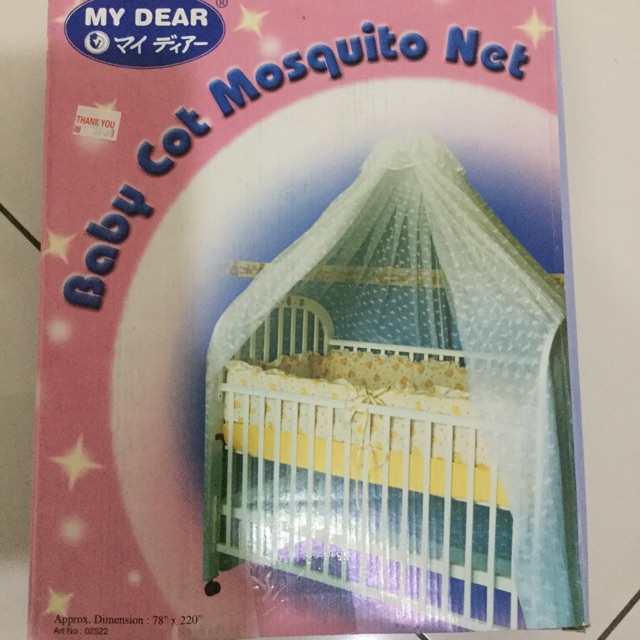 MY DEAR
®
マイ ディアー
Baby Cot Mosquito Net
THANK YOU
Approx. Dimension : 78" x 220"
Art No : 02522